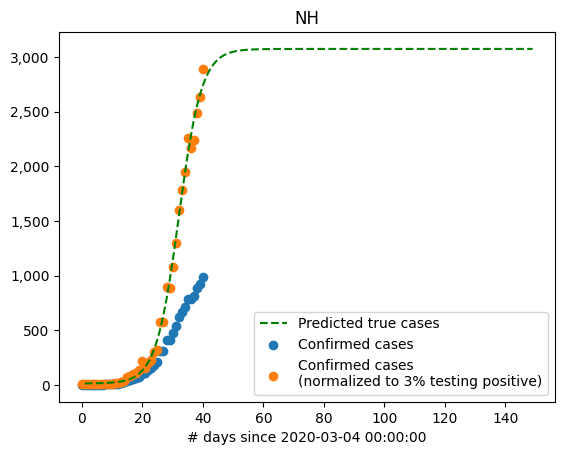 NH
3,000
2,500
2,000
1,500
1,000
500
0
Predicted true cases
Confirmed cases
Confirmed cases
(normalized to 3% testing positive)
0 20 40 60 80 100 120 140
# days since 2020-03-04 00:00:00